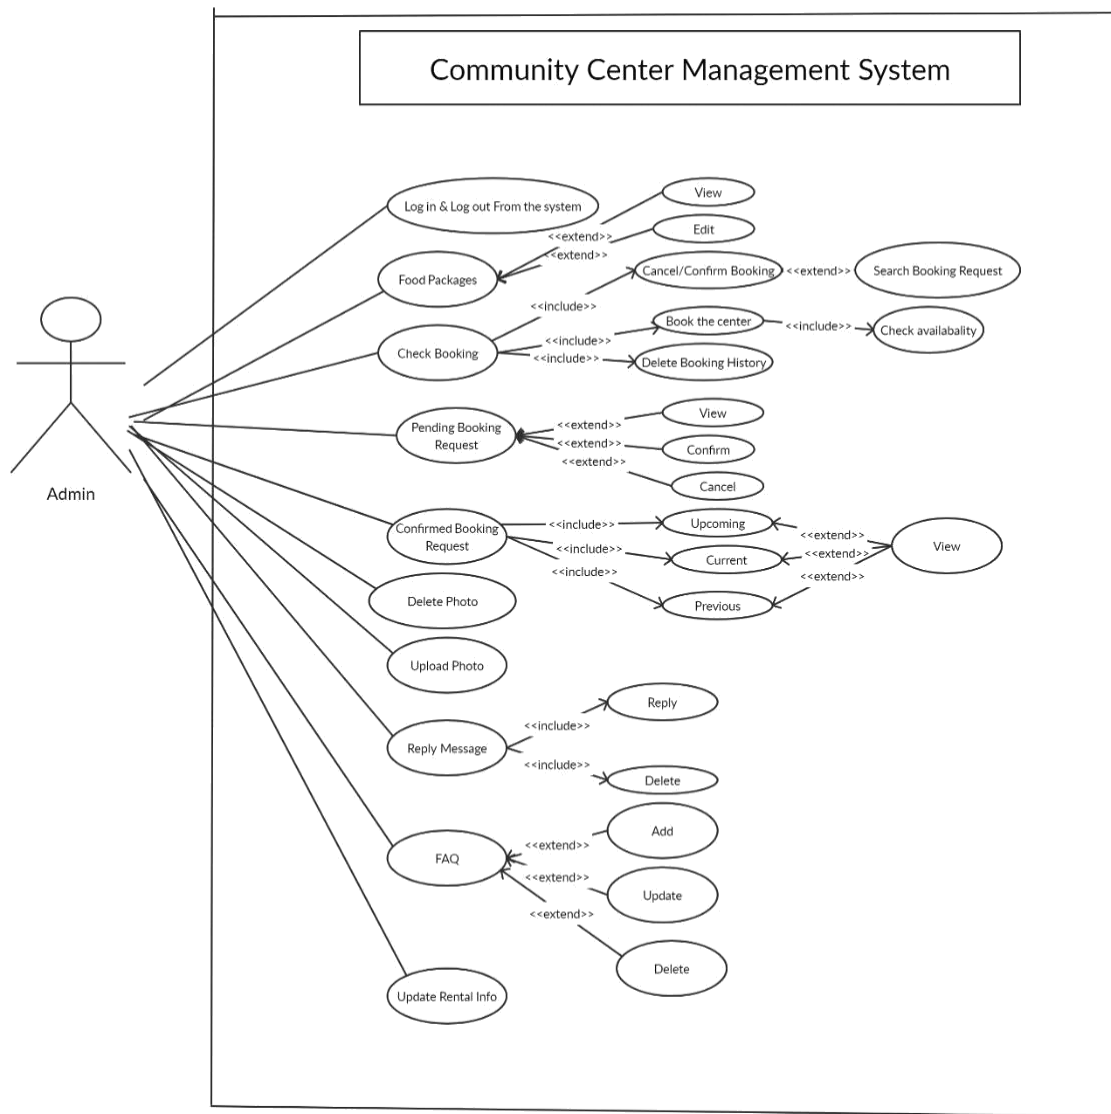 Community Center Management System
Log in & Log out From the system
View
<<extend>>
Edit
<<extend>>
Food Packages
Cancel/Confirm Booking
<<extend>>
Search Booking Request
<<include>>
Book the center
<<include>>
Check availabality
Check Booking
<<include>>
<<include>>
Delete Booking History
View
Pending Booking
Request
<<extend>>
<<extend>>
Confirm
<<extend>>
Cancel
Admin
Confirmed Booking
Request
<<include>>
Upcoming
<<extend>>
<<include>>
Current
<<extend>>
View
<<include>>
<<extend>>
Previous
Delete Photo
Upload Photo
Reply
<<include>>
Reply Message
<<include>>
Delete
Add
<<extend>>
FAQ
<<extend>>
Update
<<extend>>
Delete
Update Rental Info